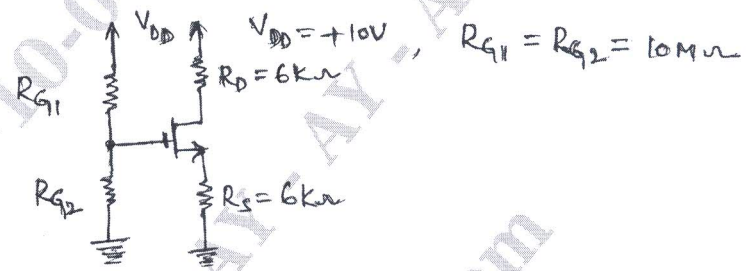 V_DD V_DD = +10V , R_G1 = R_G2 = 10MΩ
R_D = 6KΩ
R_G1
R_G2
R_S = 6KΩ